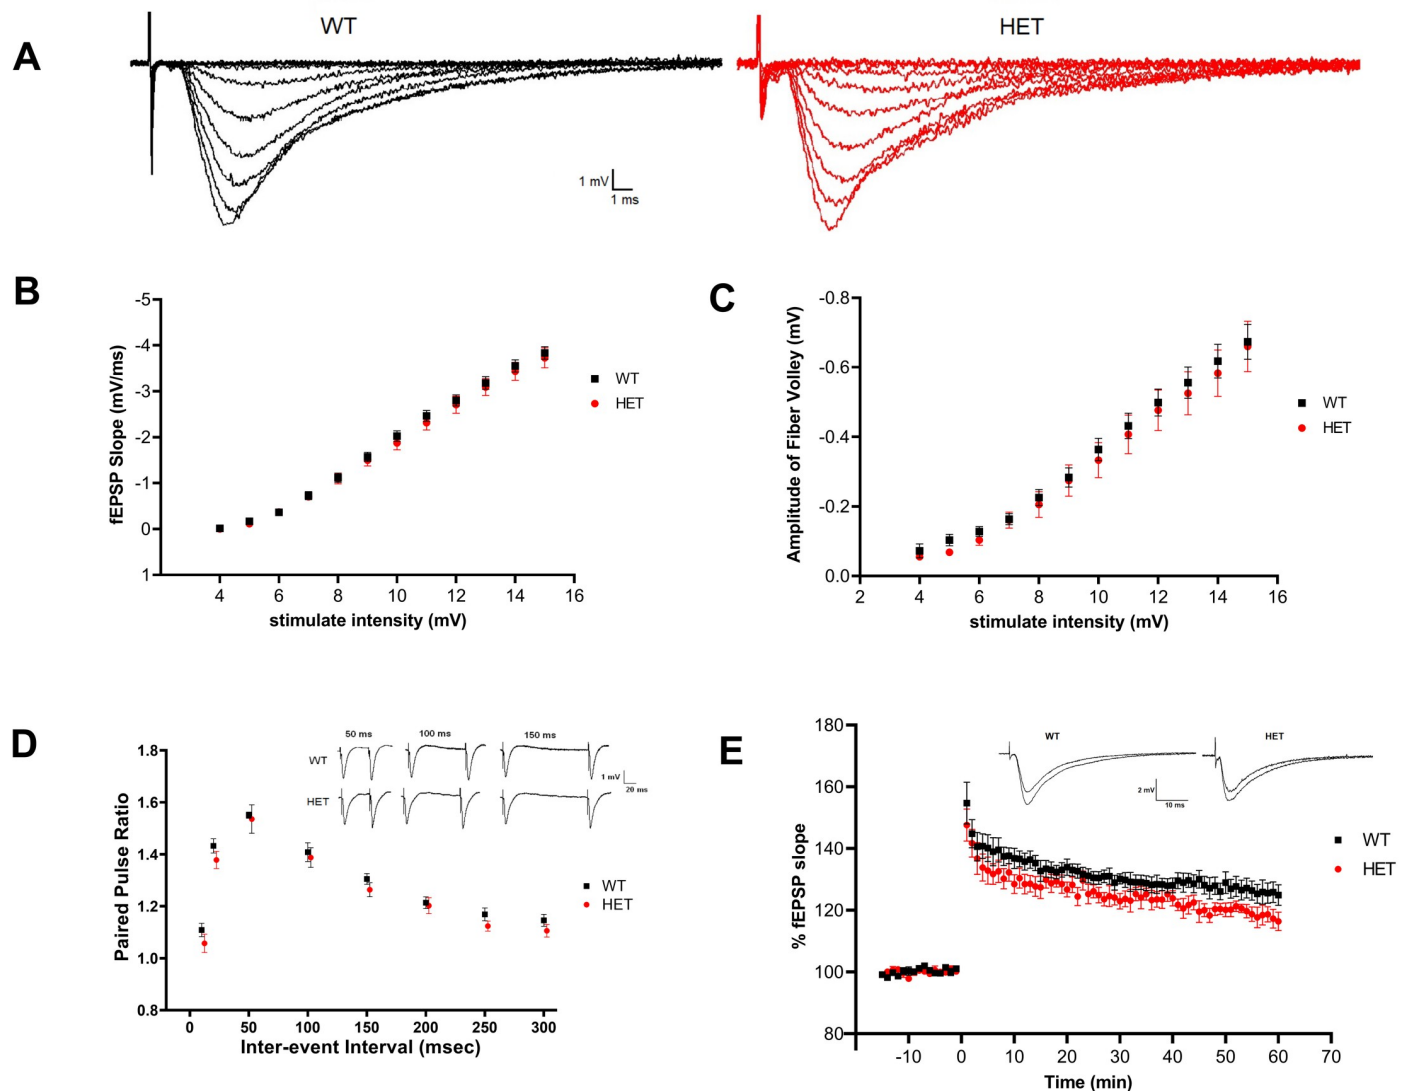 A
WT
HET
1 mV
1 ms
B
-5
-4
-3
-2
-1
0
1
4 6 8 10 12 14 16
fEPSP Slope (mV/ms)
stimulate intensity (mV)
WT
HET
C
-0.8
-0.6
-0.4
-0.2
0.0
2 4 6 8 10 12 14 16
Amplitude of Fiber Volley (mV)
stimulate intensity (mV)
WT
HET
D
1.8
1.6
1.4
1.2
1.0
0.8
0 50 100 150 200 250 300
Paired Pulse Ratio
Inter-event Interval (msec)
50 ms 100 ms 150 ms
WT
HET
1 mV
20 ms
WT
HET
E
180
160
140
120
100
80
-10 0 10 20 30 40 50 60 70
% fEPSP slope
Time (min)
WT HET
2 mV
10 ms
WT
HET